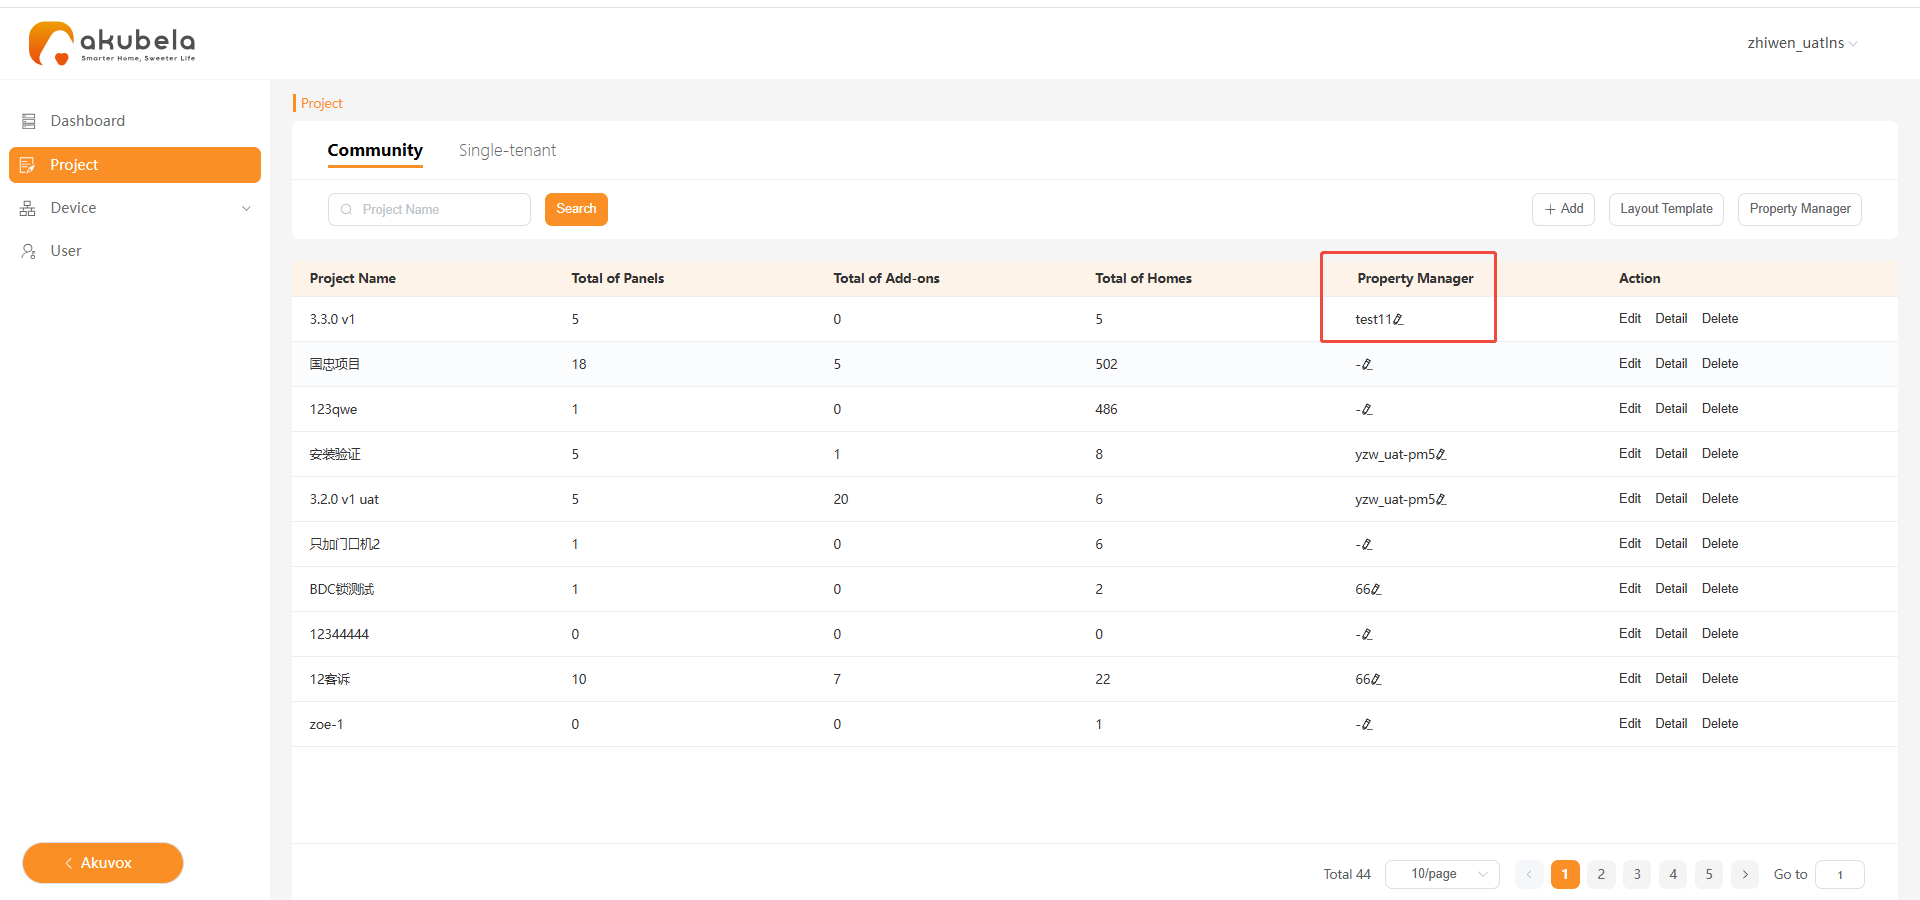 akubela
Smarter Home, Sweeter Life
zhiwen_uatIns
Dashboard
Project
Device
User
Akuvox
Project
Community Single-tenant
Project Name Search + Add Layout Template Property Manager
Project Name Total of Panels Total of Add-ons Total of Homes Property Manager Action
3.3.0 v1 5 0 5 test11 Edit Detail Delete
国忠项目 18 5 502 - Edit Detail Delete
123qwe 1 0 486 - Edit Detail Delete
安装验证 5 1 8 yzw_uat-pm5 Edit Detail Delete
3.2.0 v1 uat 5 20 6 yzw_uat-pm5 Edit Detail Delete
只加门口机2 1 0 6 - Edit Detail Delete
BDC锁测试 1 0 2 66 Edit Detail Delete
12344444 0 0 0 - Edit Detail Delete
12客诉 10 7 22 66 Edit Detail Delete
zoe-1 0 0 1 - Edit Detail Delete
Total 44 10/page 1 2 3 4 5 Go to 1